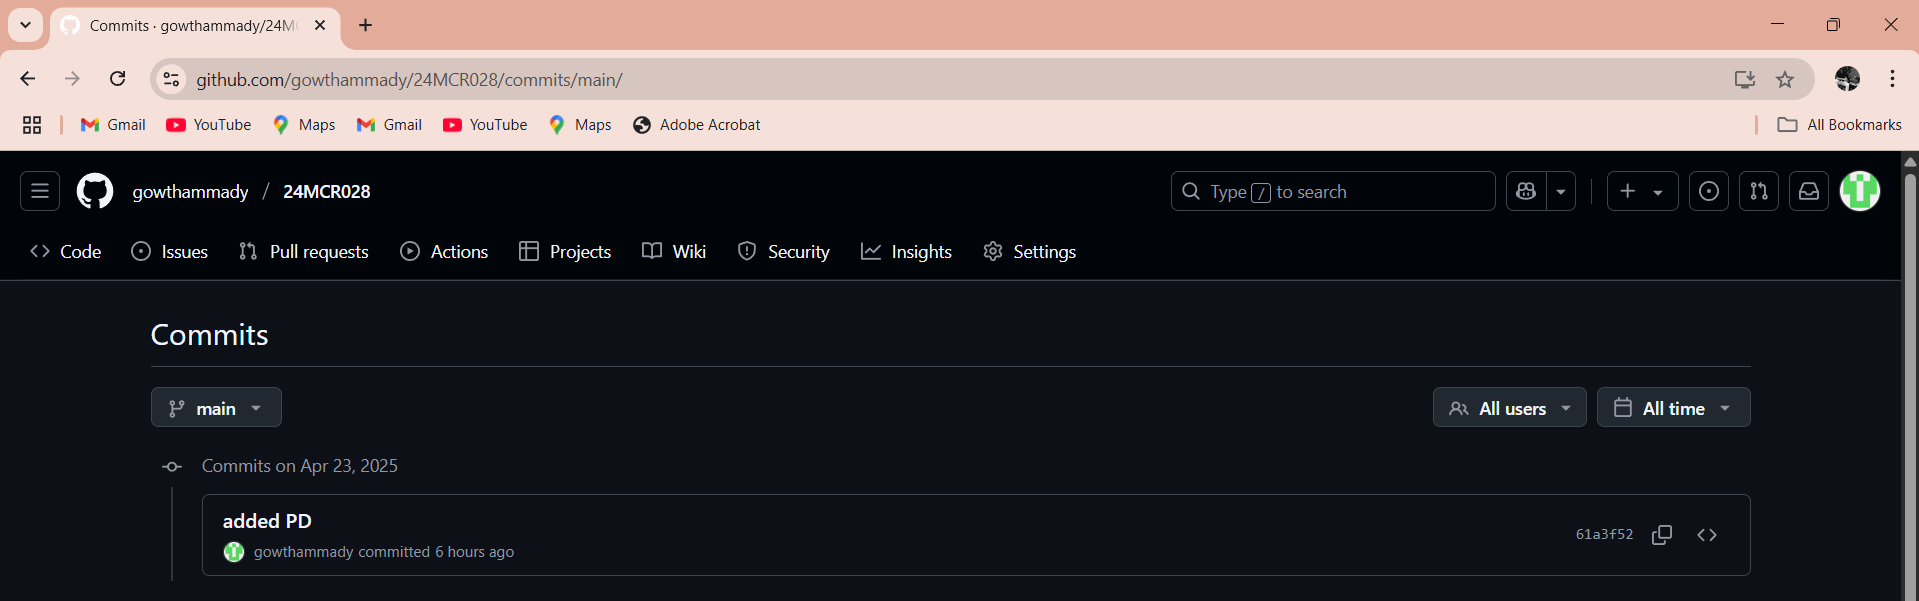 Commits · gowthammady/24M
github.com/gowthammady/24MCR028/commits/main/
Gmail YouTube Maps Gmail YouTube Maps Adobe Acrobat All Bookmarks
gowthammady / 24MCR028 Type / to search
Code Issues Pull requests Actions Projects Wiki Security Insights Settings
Commits
main All users All time
Commits on Apr 23, 2025
added PD
61a3f52
gowthammady committed 6 hours ago